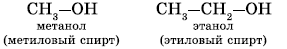 CH₃–OH CH₃–CH₂–OH
метанол этанол
(метиловый спирт) (этиловый спирт)